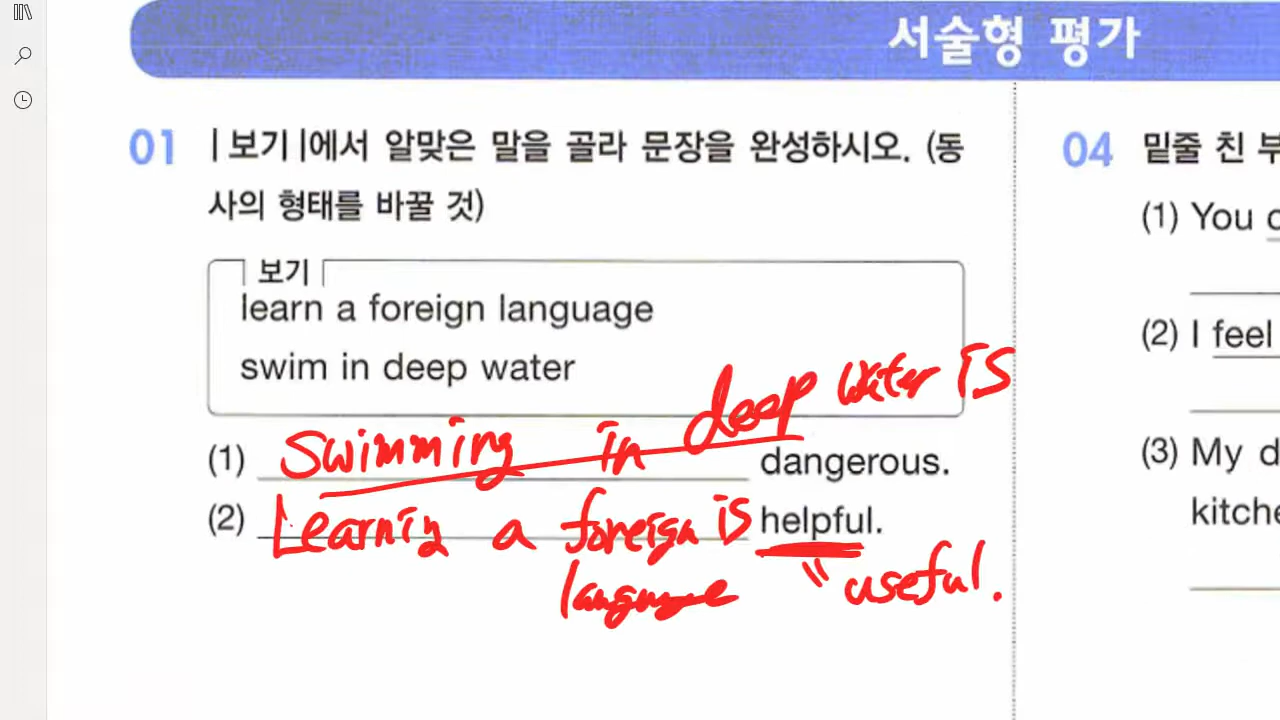 서술형 평가
01 |보기|에서 알맞은 말을 골라 문장을 완성하시오. (동
사의 형태를 바꿀 것)
보기
learn a foreign language
swim in deep water
(1) Swimming in deep water is dangerous.
(2) Learning a foreign is helpful.
language " useful.
04 밑줄 친 부
(1) You c
(2) I feel
(3) My d
kitche